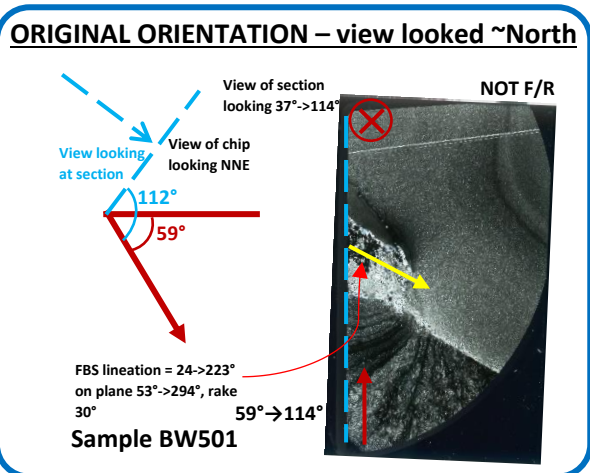 ORIGINAL ORIENTATION – view looked ~North
View of section
looking 37°->114°
NOT F/R
View looking
at section
View of chip
looking NNE
112°
59°
FBS lineation = 24->223°
on plane 53°->294°, rake
30°
59°→114°
Sample BW501